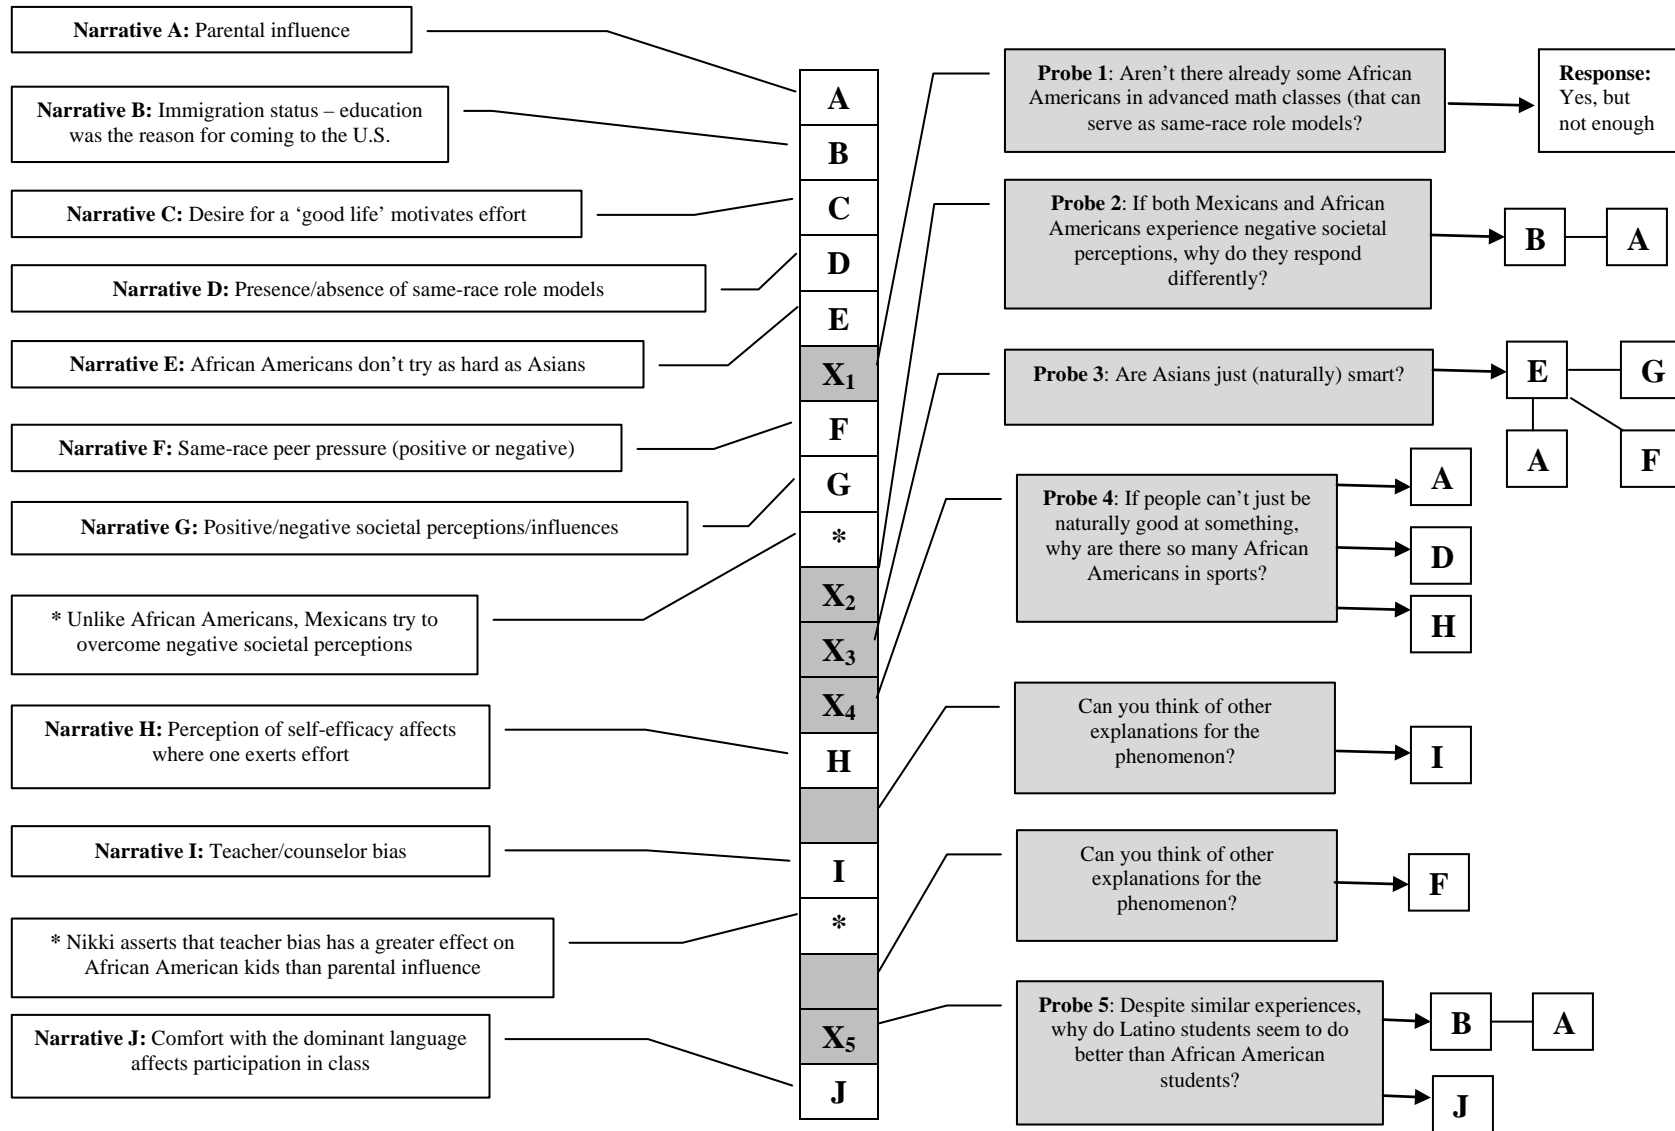 Narrative A: Parental influence
Narrative B: Immigration status – education
was the reason for coming to the U.S.
Narrative C: Desire for a ‘good life’ motivates effort
Narrative D: Presence/absence of same-race role models
Narrative E: African Americans don’t try as hard as Asians
Narrative F: Same-race peer pressure (positive or negative)
Narrative G: Positive/negative societal perceptions/influences
* Unlike African Americans, Mexicans try to
overcome negative societal perceptions
Narrative H: Perception of self-efficacy affects
where one exerts effort
Narrative I: Teacher/counselor bias
* Nikki asserts that teacher bias has a greater effect on
African American kids than parental influence
Narrative J: Comfort with the dominant language
affects participation in class
A
B
C
D
E
X1
F
G
*
X2
X3
X4
H
I
*
X5
J
Probe 1: Aren’t there already some African
Americans in advanced math classes (that can
serve as same-race role models?
Response:
Yes, but
not enough
Probe 2: If both Mexicans and African
Americans experience negative societal
perceptions, why do they respond
differently?
B A
Probe 3: Are Asians just (naturally) smart?
E G
A F
Probe 4: If people can’t just be
naturally good at something,
why are there so many African
Americans in sports?
A
D
H
Can you think of other
explanations for the
phenomenon?
I
Can you think of other
explanations for the
phenomenon?
F
Probe 5: Despite similar experiences,
why do Latino students seem to do
better than African American
students?
B A
J